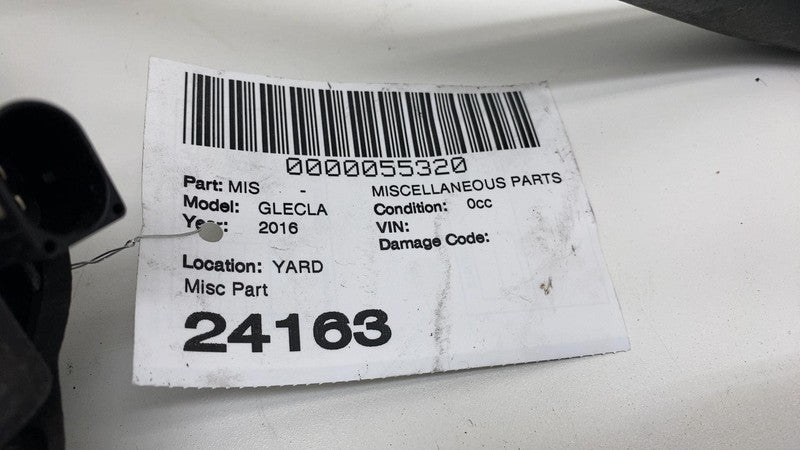 0000055320
Part: MIS - MISCELLANEOUS PARTS
Model: GLECLA Condition: 0cc
Year: 2016 VIN:
Damage Code:
Location: YARD
Misc Part
24163